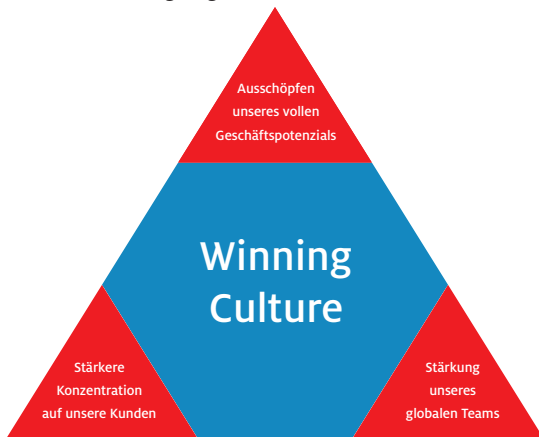 Ausschöpfen
unseres vollen
Geschäftspotenzials
Winning
Culture
Stärkere
Konzentration
auf unsere Kunden
Stärkung
unseres
globalen Teams